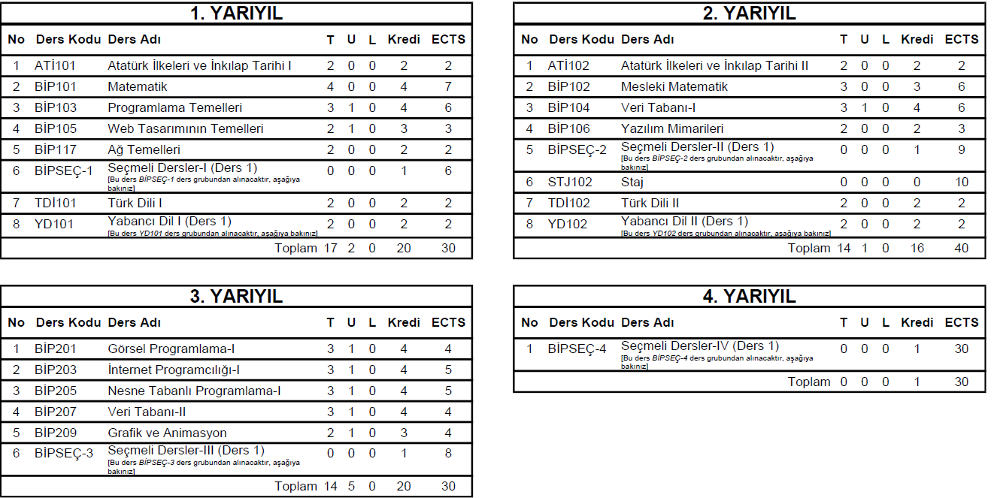 1. YARIYIL
No Ders Kodu Ders Adı T U L Kredi ECTS
1 ATİ101 Atatürk İlkeleri ve İnkılap Tarihi I 2 0 0 2 2
2 BİP101 Matematik 4 0 0 4 7
3 BİP103 Programlama Temelleri 3 1 0 4 6
4 BİP105 Web Tasarımının Temelleri 2 1 0 3 3
5 BİP117 Ağ Temelleri 2 0 0 2 2
6 BİPSEÇ-1 Seçmeli Dersler-I (Ders 1) 0 0 0 1 6
[Bu ders BİPSEÇ-1 ders grubundan alınacaktır, aşağıya
bakınız]
7 TDİ101 Türk Dili I 2 0 0 2 2
8 YD101 Yabancı Dil I (Ders 1) 2 0 0 2 2
[Bu ders YD101 ders grubundan alınacaktır, aşağıya bakınız]
Toplam 17 2 0 20 30
2. YARIYIL
No Ders Kodu Ders Adı T U L Kredi ECTS
1 ATİ102 Atatürk İlkeleri ve İnkılap Tarihi II 2 0 0 2 2
2 BİP102 Mesleki Matematik 3 0 0 3 6
3 BİP104 Veri Tabanı-I 3 1 0 4 6
4 BİP106 Yazılım Mimarileri 2 0 0 2 3
5 BİPSEÇ-2 Seçmeli Dersler-II (Ders 1) 0 0 0 1 9
[Bu ders BİPSEÇ-2 ders grubundan alınacaktır, aşağıya
bakınız]
6 STJ102 Staj 0 0 0 0 10
7 TDİ102 Türk Dili II 2 0 0 2 2
8 YD102 Yabancı Dil II (Ders 1) 2 0 0 2 2
[Bu ders YD102 ders grubundan alınacaktır, aşağıya bakınız]
Toplam 14 1 0 16 40
3. YARIYIL
No Ders Kodu Ders Adı T U L Kredi ECTS
1 BİP201 Görsel Programlama-I 3 1 0 4 4
2 BİP203 İnternet Programcılığı-I 3 1 0 4 5
3 BİP205 Nesne Tabanlı Programlama-I 3 1 0 4 5
4 BİP207 Veri Tabanı-II 3 1 0 4 4
5 BİP209 Grafik ve Animasyon 2 1 0 3 4
6 BİPSEÇ-3 Seçmeli Dersler-III (Ders 1) 0 0 0 1 8
[Bu ders BİPSEÇ-3 ders grubundan alınacaktır, aşağıya
bakınız]
Toplam 14 5 0 20 30
4. YARIYIL
No Ders Kodu Ders Adı T U L Kredi ECTS
1 BİPSEÇ-4 Seçmeli Dersler-IV (Ders 1) 0 0 0 1 30
[Bu ders BİPSEÇ-4 ders grubundan alınacaktır, aşağıya
bakınız]
Toplam 0 0 0 1 30